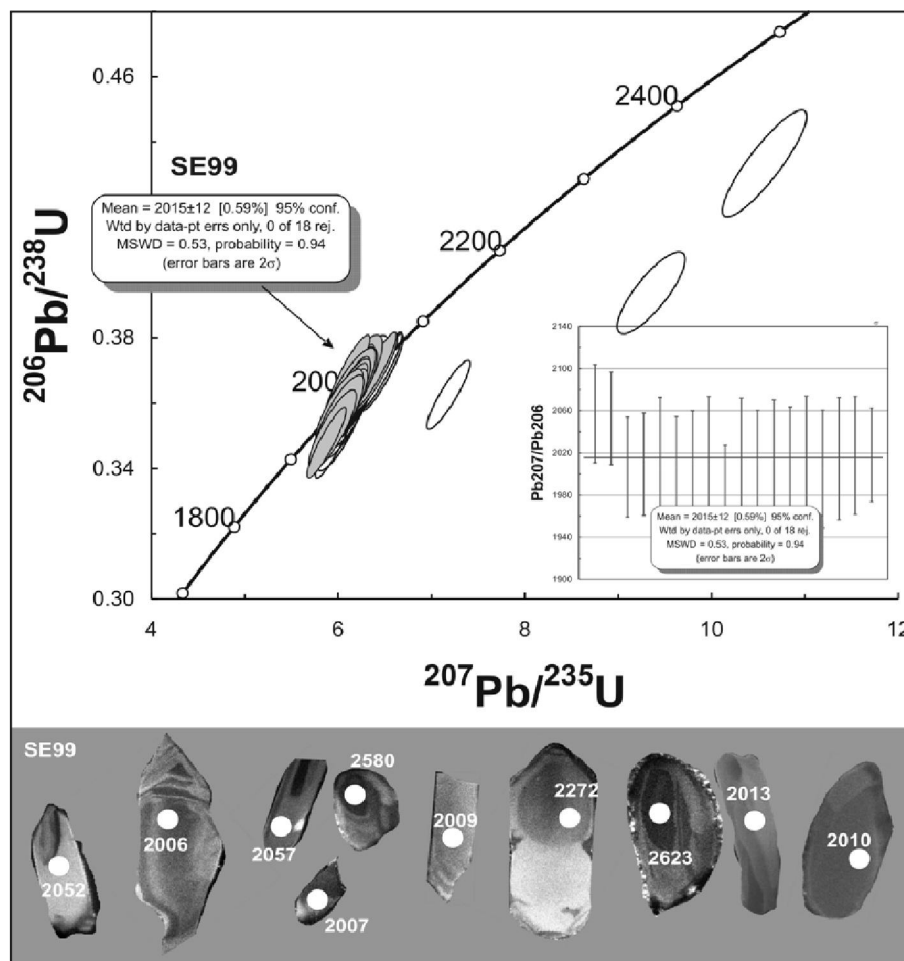 0.46
2400
SE99
Mean = 2015±12 [0.59%] 95% conf.
Wtd by data-pt errs only, 0 of 18 rej.
MSWD = 0.53, probability = 0.94
(error bars are 2σ)
2200
206Pb/238U
0.38
200
0.34
1800
0.30
4
6
8
10
12
207Pb/235U
2140
2100
2060
2020
1980
1940
1900
Pb207/Pb206
Mean = 2015±12 [0.59%] 95% conf.
Wtd by data-pt errs only, 0 of 18 rej.
MSWD = 0.53, probability = 0.94
(error bars are 2σ)
SE99
2052
2006
2057
2580
2007
2009
2272
2623
2013
2010